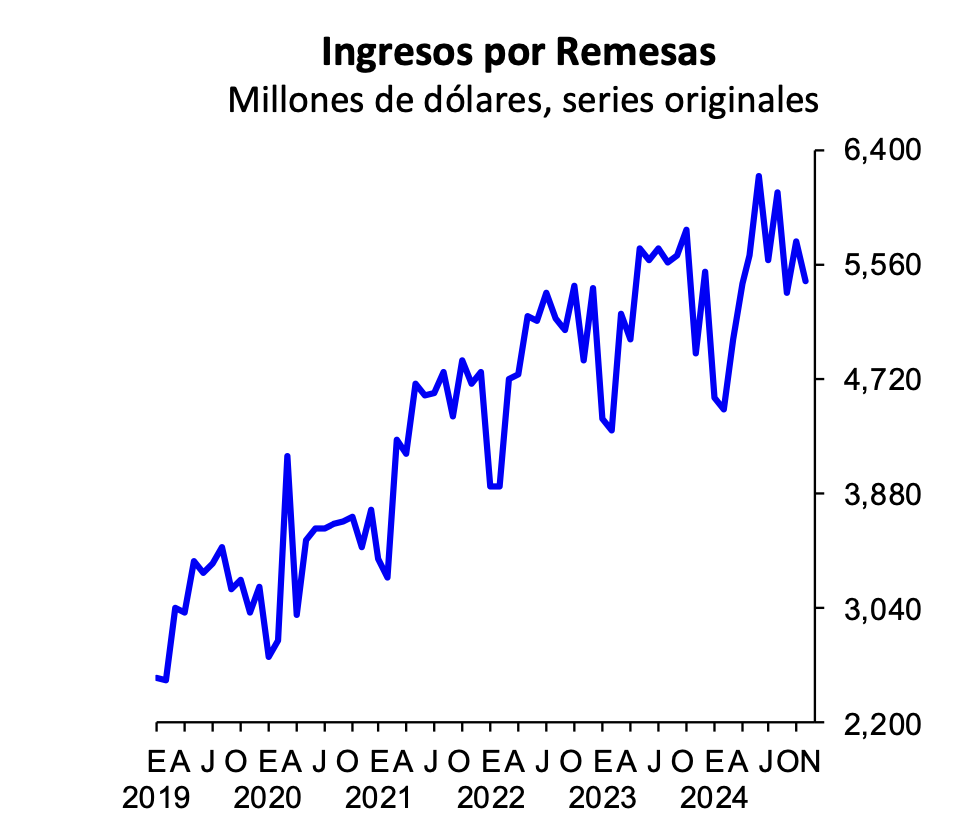 Ingresos por Remesas
Millones de dólares, series originales
6,400
5,560
4,720
3,880
3,040
2,200
E A J O E A J O E A J O E A J O E A J O E A J O N
2019 2020 2021 2022 2023 2024